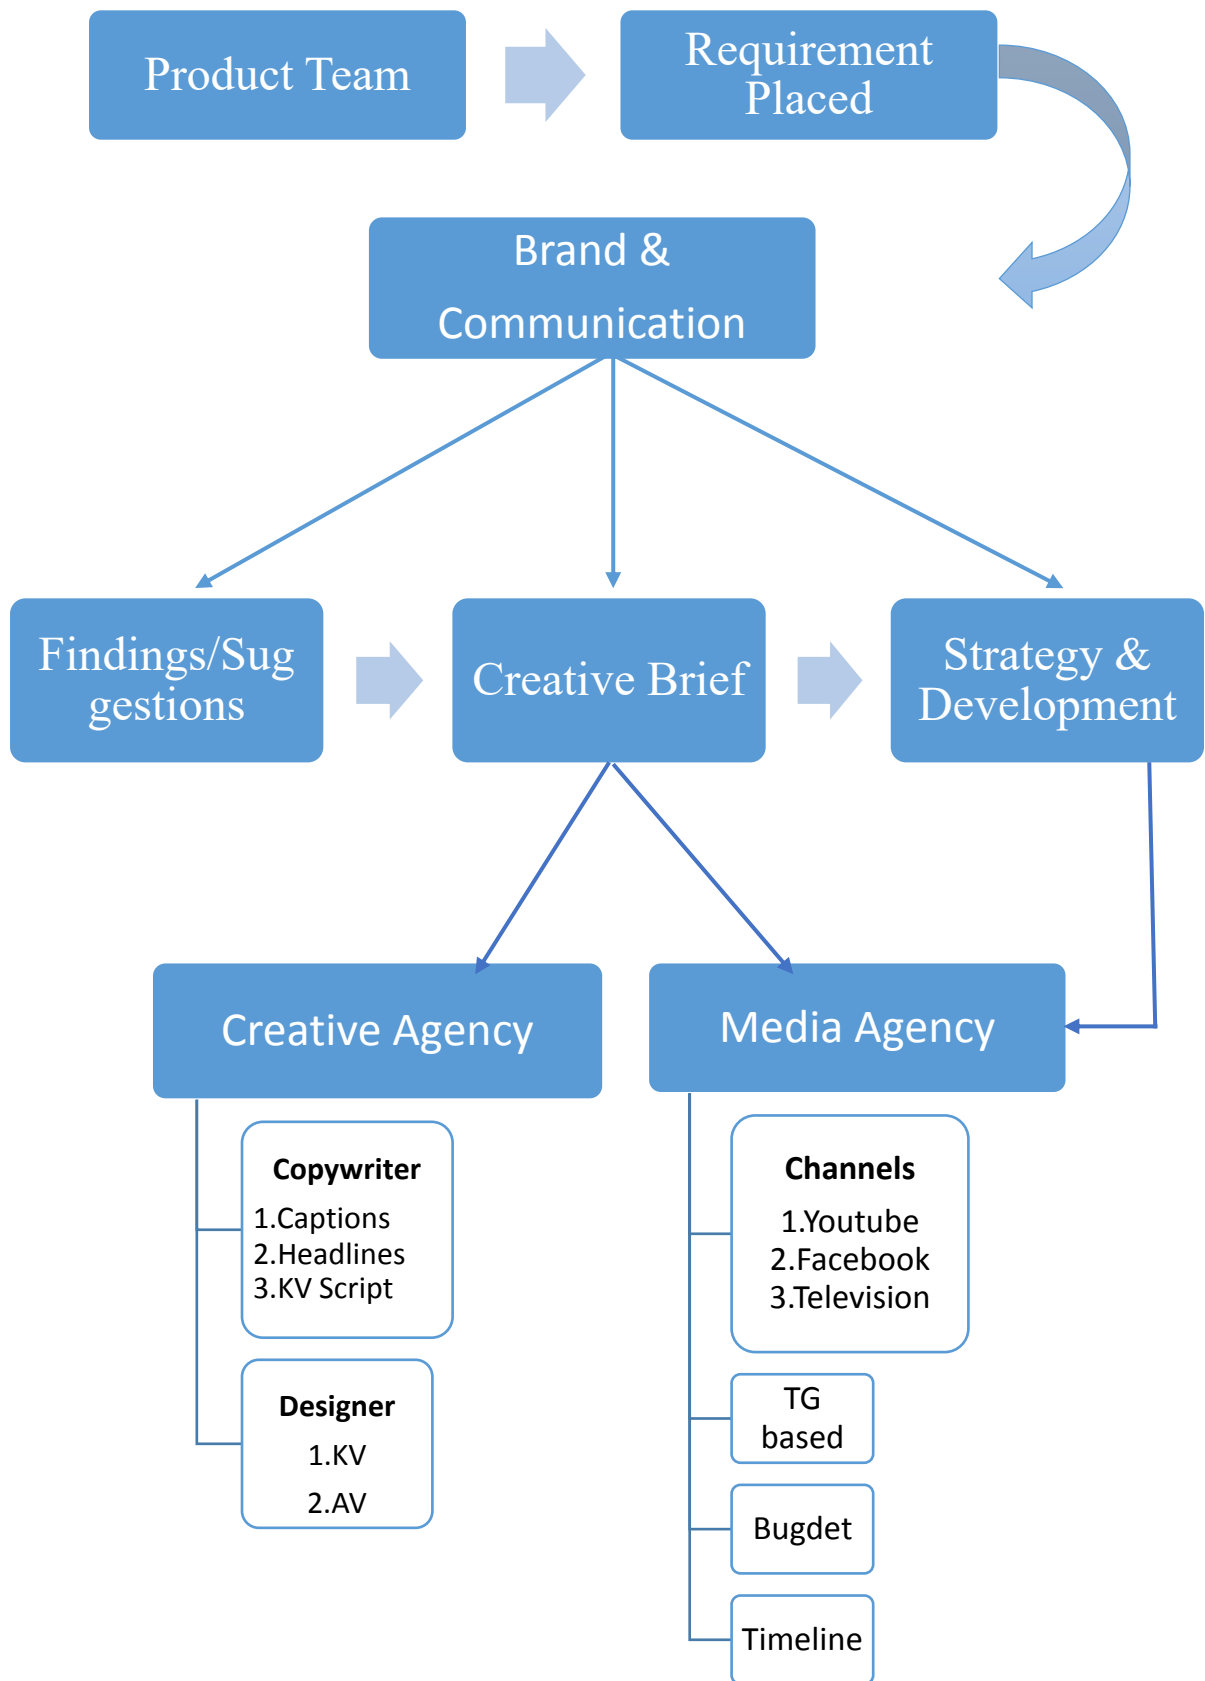 Product Team
Requirement
Placed
Brand &
Communication
Findings/Sug
gestions
Creative Brief
Strategy &
Development
Creative Agency
Media Agency
Copywriter
1.Captions
2.Headlines
3.KV Script
Designer
1.KV
2.AV
Channels
1.Youtube
2.Facebook
3.Television
TG
based
Bugdet
Timeline